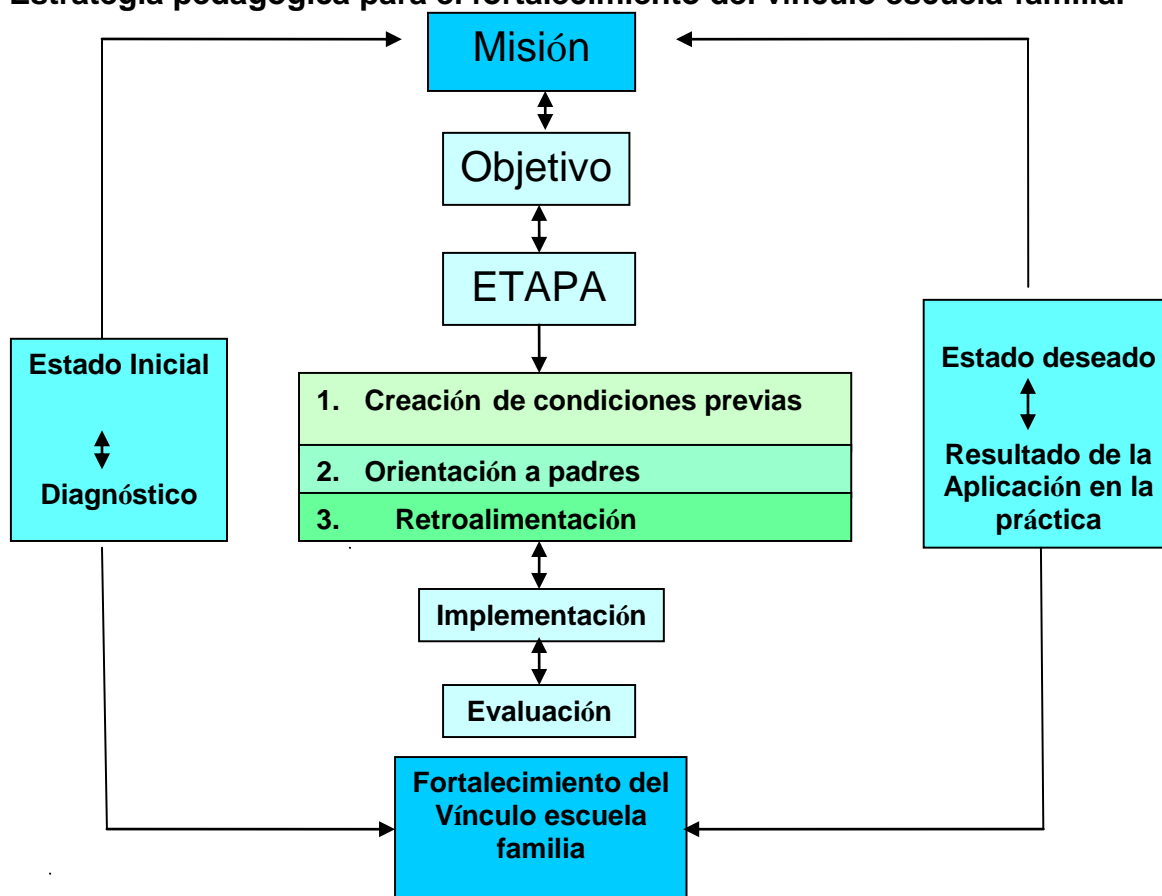 Estrategia pedagógica para el fortalecimiento del vínculo escuela familia.
Misión
Objetivo
ETAPA
Estado Inicial
Diagnóstico
1. Creación de condiciones previas
2. Orientación a padres
3. Retroalimentación
Estado deseado
Resultado de la
Aplicación en la
práctica
Implementación
Evaluación
Fortalecimiento del
Vínculo escuela
familia